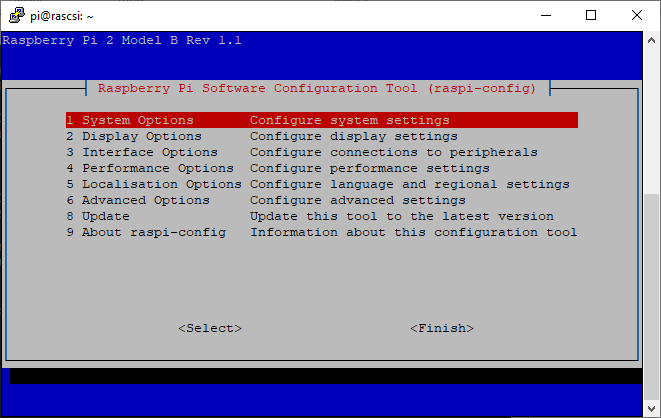 pi@rascsi: ~
Raspberry Pi 2 Model B Rev 1.1
Raspberry Pi Software Configuration Tool (raspi-config)
1 System Options Configure system settings
2 Display Options Configure display settings
3 Interface Options Configure connections to peripherals
4 Performance Options Configure performance settings
5 Localisation Options Configure language and regional settings
6 Advanced Options Configure advanced settings
8 Update Update this tool to the latest version
9 About raspi-config Information about this configuration tool
<Select> <Finish>